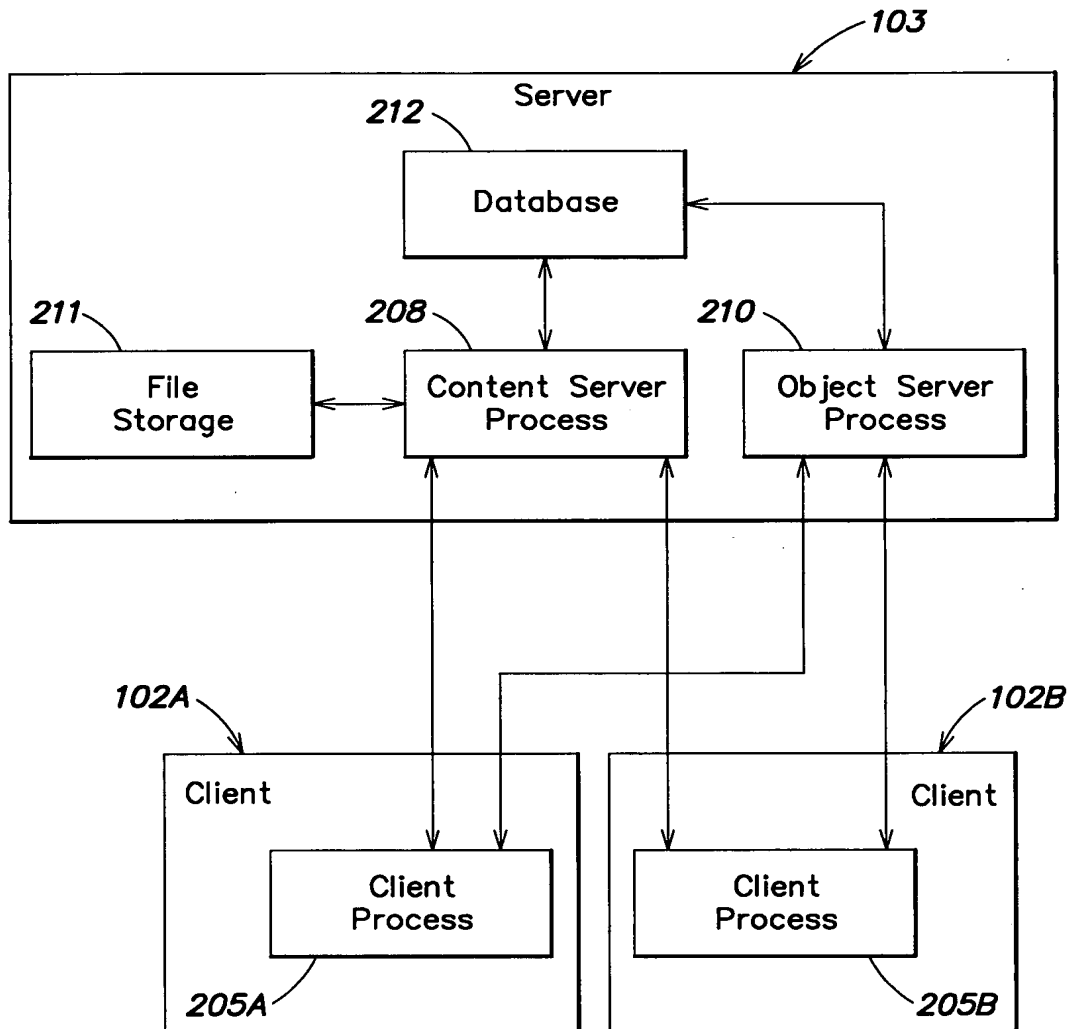 103
Server
212
Database
211
208
210
File
Storage
Content Server
Process
Object Server
Process
102A
102B
Client
Client
Client
Process
Client
Process
205A
205B